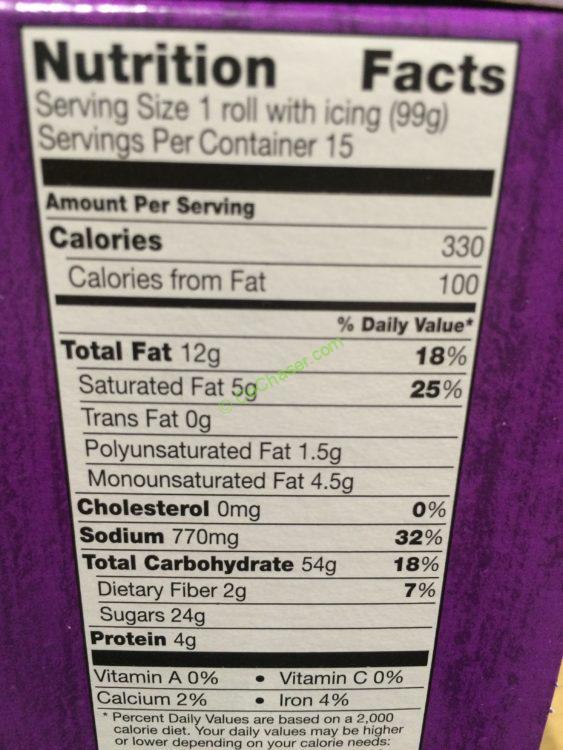 Nutrition Facts
Serving Size 1 roll with icing (99g)
Servings Per Container 15
Amount Per Serving
Calories 330
Calories from Fat 100
% Daily Value*
Total Fat 12g 18%
Saturated Fat 5g 25%
Trans Fat 0g
Polyunsaturated Fat 1.5g
Monounsaturated Fat 4.5g
Cholesterol 0mg 0%
Sodium 770mg 32%
Total Carbohydrate 54g 18%
Dietary Fiber 2g 7%
Sugars 24g
Protein 4g
Vitamin A 0% • Vitamin C 0%
Calcium 2% • Iron 4%
* Percent Daily Values are based on a 2,000
calorie diet. Your daily values may be higher
or lower depending on your calorie needs: